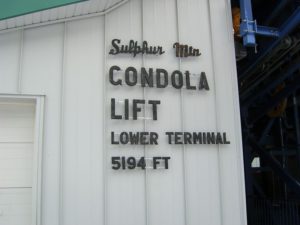 Sulphur Mtn
GONDOLA
LIFT
LOWER TERMINAL
5194 FT